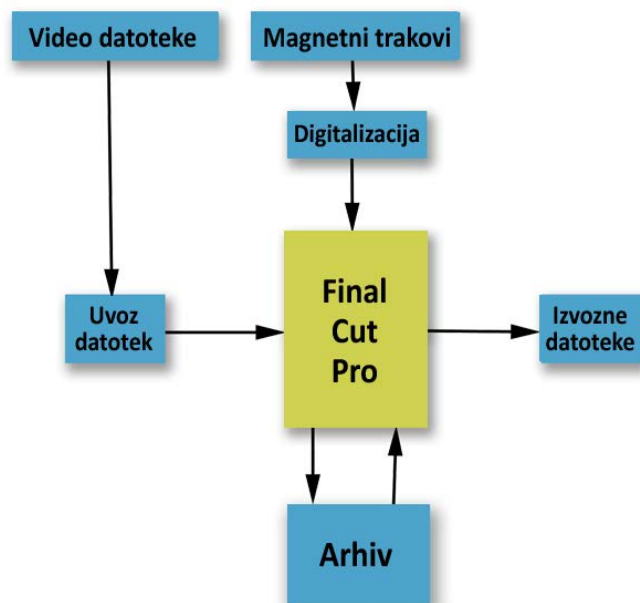 Video datoteke
Magnetni trakovi
Digitalizacija
Final
Cut
Pro
Uvoz
datotek
Izvozne
datoteke
Arhiv